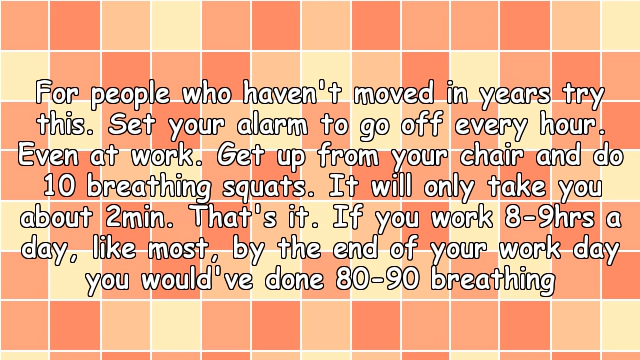 For people who haven't moved in years try
this. Set your alarm to go off every hour.
Even at work. Get up from your chair and do
10 breathing squats. It will only take you
about 2min. That's it. If you work 8-9hrs a
day, like most, by the end of your work day
you would've done 80-90 breathing